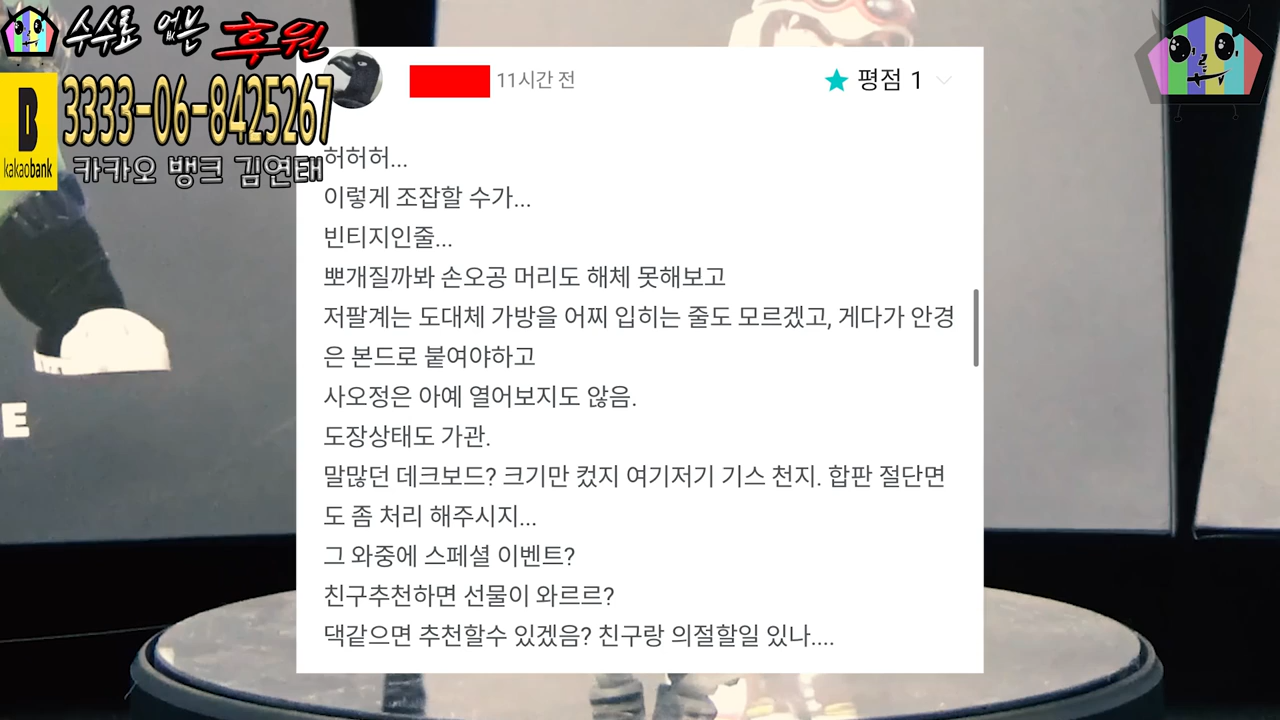 수수료 없는 후원
B
kakaobank
3333-06-8425267
카카오 뱅크 김연태
11시간 전
평점 1
허허허...
이렇게 조잡할 수가...
빈티지인줄...
뽀개질까봐 손오공 머리도 해체 못해보고
저팔계는 도대체 가방을 어찌 입히는 줄도 모르겠고, 게다가 안경
은 본드로 붙여야하고
사오정은 아예 열어보지도 않음.
도장상태도 가관.
말많던 데크보드? 크기만 컸지 여기저기 기스 천지. 합판 절단면
도 좀 처리 해주시지...
그 와중에 스페셜 이벤트?
친구추천하면 선물이 와르르?
댁같으면 추천할수 있겠음? 친구랑 의절할일 있나....
E